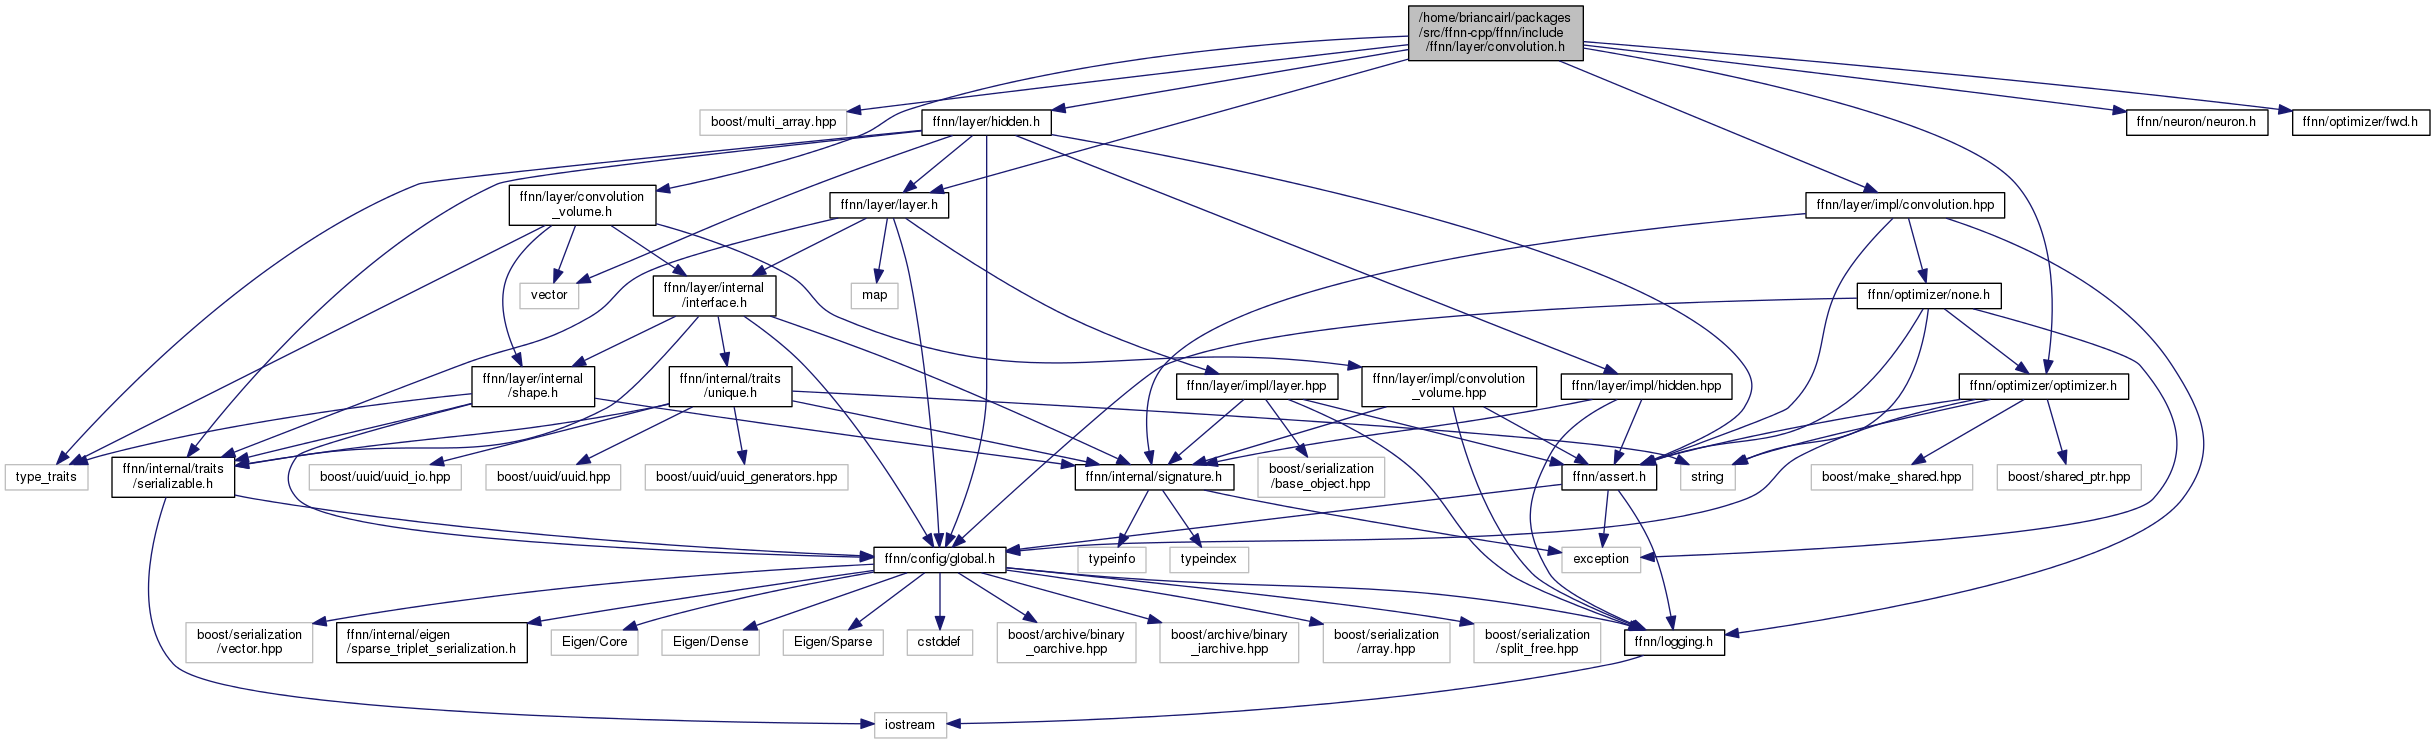 /home/briancairl/packages
/src/ffnn-cpp/ffnn/include
/ffnn/layer/convolution.h
boost/multi_array.hpp
ffnn/layer/hidden.h
ffnn/neuron/neuron.h
ffnn/optimizer/fwd.h
ffnn/layer/convolution
_volume.h
ffnn/layer/layer.h
ffnn/layer/impl/convolution.hpp
vector
ffnn/layer/internal
/interface.h
map
ffnn/optimizer/none.h
ffnn/layer/internal
/shape.h
ffnn/internal/traits
/unique.h
ffnn/layer/impl/layer.hpp
ffnn/layer/impl/convolution
_volume.hpp
ffnn/layer/impl/hidden.hpp
ffnn/optimizer/optimizer.h
type_traits
ffnn/internal/traits
/serializable.h
boost/uuid/uuid_io.hpp
boost/uuid/uuid.hpp
boost/uuid/uuid_generators.hpp
ffnn/internal/signature.h
boost/serialization
/base_object.hpp
ffnn/assert.h
string
boost/make_shared.hpp
boost/shared_ptr.hpp
ffnn/config/global.h
typeinfo
typeindex
exception
boost/serialization
/vector.hpp
ffnn/internal/eigen
/sparse_triplet_serialization.h
Eigen/Core
Eigen/Dense
Eigen/Sparse
cstddef
boost/archive/binary
_oarchive.hpp
boost/archive/binary
_iarchive.hpp
boost/serialization
/array.hpp
boost/serialization
/split_free.hpp
ffnn/logging.h
iostream